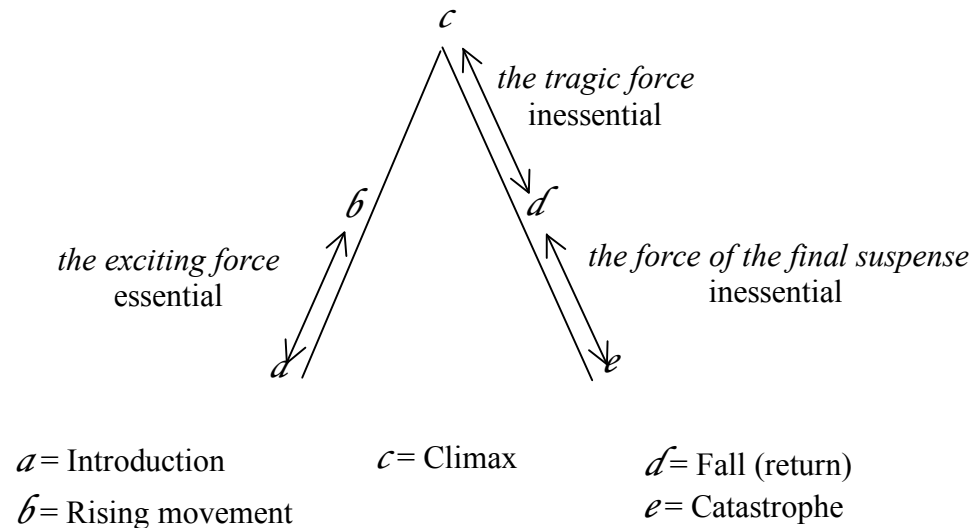 c
the tragic force
inessential
b
d
the exciting force
essential
the force of the final suspense
inessential
a
e
a = Introduction
c = Climax
d = Fall (return)
b = Rising movement
e = Catastrophe